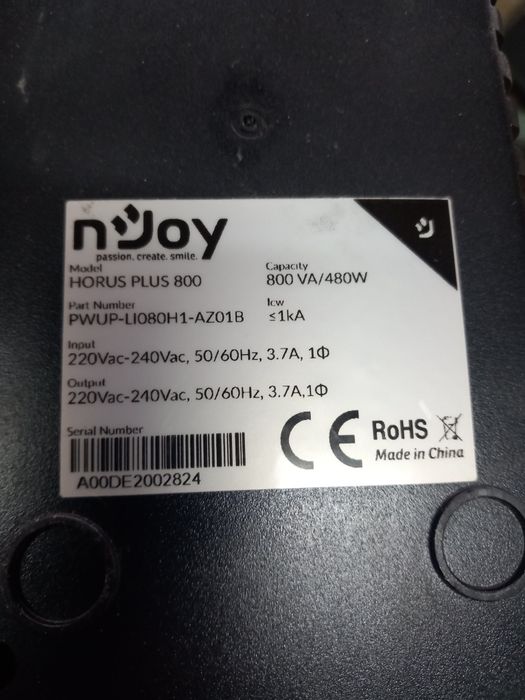 nJoy
passion. create. smile.
Model
HORUS PLUS 800
Capacity
800 VA/480W
Part Number
PWUP-LI080H1-AZ01B
Icw
≤1kA
Input
220Vac-240Vac, 50/60Hz, 3.7A, 1Φ
Output
220Vac-240Vac, 50/60Hz, 3.7A,1Φ
Serial Number
A00DE2002824
CE RoHS
Made in China